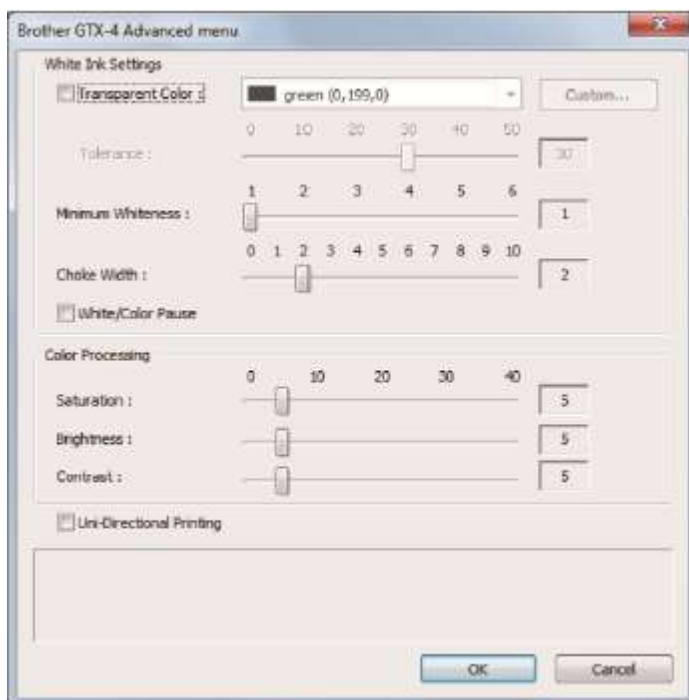 Brother GTX-4 Advanced menu
White Ink Settings
Transparent Color :
green (0,199,0)
Custom...
0 10 20 30 40 50
Tolerance :
30
1 2 3 4 5 6
Minimum Whiteness :
1
0 1 2 3 4 5 6 7 8 9 10
Choke Width :
2
White/Color Pause
Color Processing
0 10 20 30 40
Saturation :
5
Brightness :
5
Contrast :
5
Uni-Directional Printing
OK
Cancel